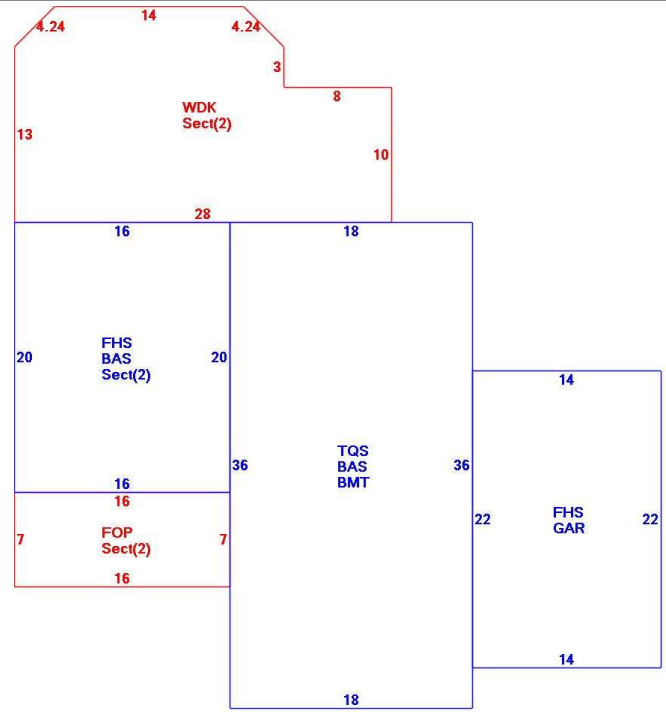 14
4.24
4.24
3
8
WDK
Sect(2)
13
10
28
16
18
FHS
BAS
Sect(2)
20
20
14
TQS
BAS
BMT
36
36
16
16
FHS
GAR
22
22
FOP
Sect(2)
7
7
16
14
18